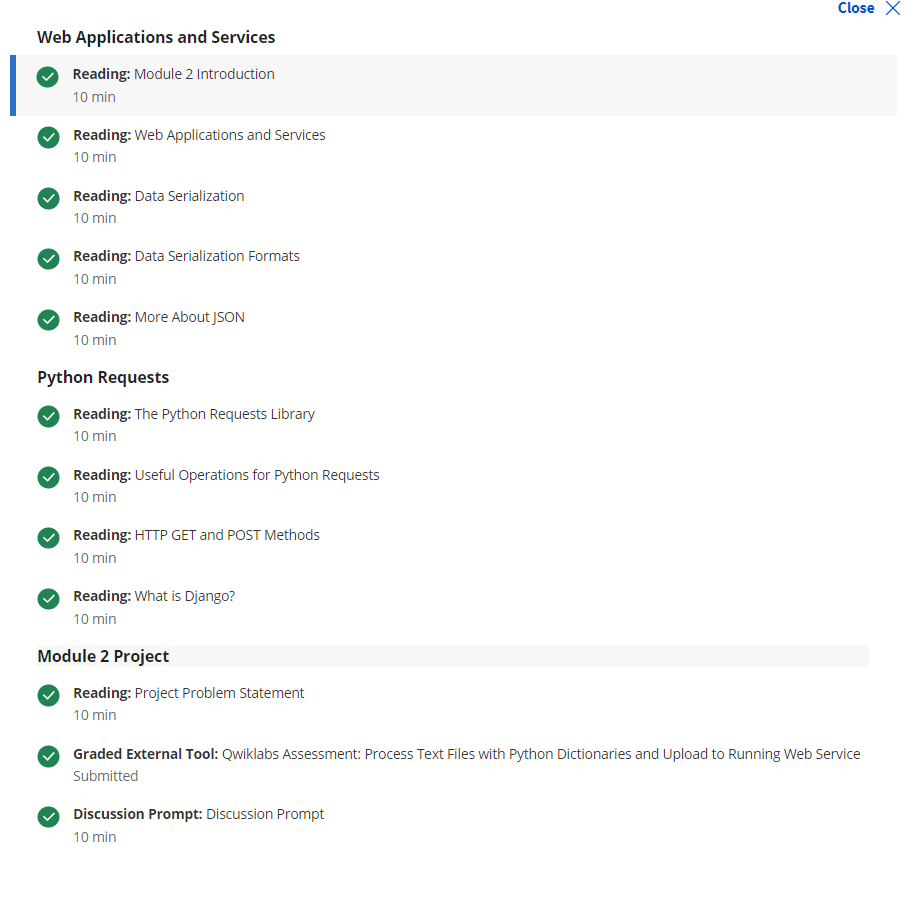 Close
Web Applications and Services
Reading: Module 2 Introduction
10 min
Reading: Web Applications and Services
10 min
Reading: Data Serialization
10 min
Reading: Data Serialization Formats
10 min
Reading: More About JSON
10 min
Python Requests
Reading: The Python Requests Library
10 min
Reading: Useful Operations for Python Requests
10 min
Reading: HTTP GET and POST Methods
10 min
Reading: What is Django?
10 min
Module 2 Project
Reading: Project Problem Statement
10 min
Graded External Tool: Qwiklabs Assessment: Process Text Files with Python Dictionaries and Upload to Running Web Service
Submitted
Discussion Prompt: Discussion Prompt
10 min